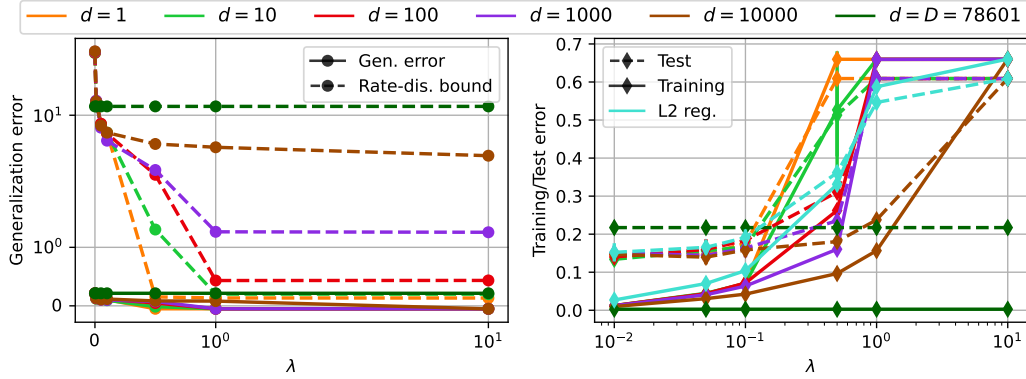 d = 1 d = 10 d = 100 d = 1000 d = 10000 d = D = 78601
Generalization error
10¹
10⁰
0
Gen. error
Rate-dis. bound
0 10⁰ 10¹
λ
Training/Test error
0.7
0.6
0.5
0.4
0.3
0.2
0.1
0.0
Test
Training
L2 reg.
10⁻² 10⁻¹ 10⁰ 10¹
λ